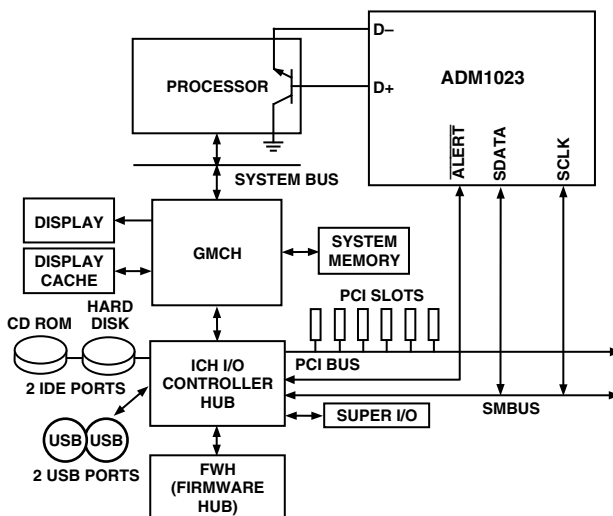 D–
PROCESSOR
ADM1023
D+
ALERT
SDATA
SCLK
SYSTEM BUS
DISPLAY
GMCH
SYSTEM
MEMORY
DISPLAY
CACHE
PCI SLOTS
HARD
DISK
CD ROM
ICH I/O
CONTROLLER
HUB
PCI BUS
2 IDE PORTS
SMBUS
SUPER I/O
USB
USB
2 USB PORTS
FWH
(FIRMWARE
HUB)